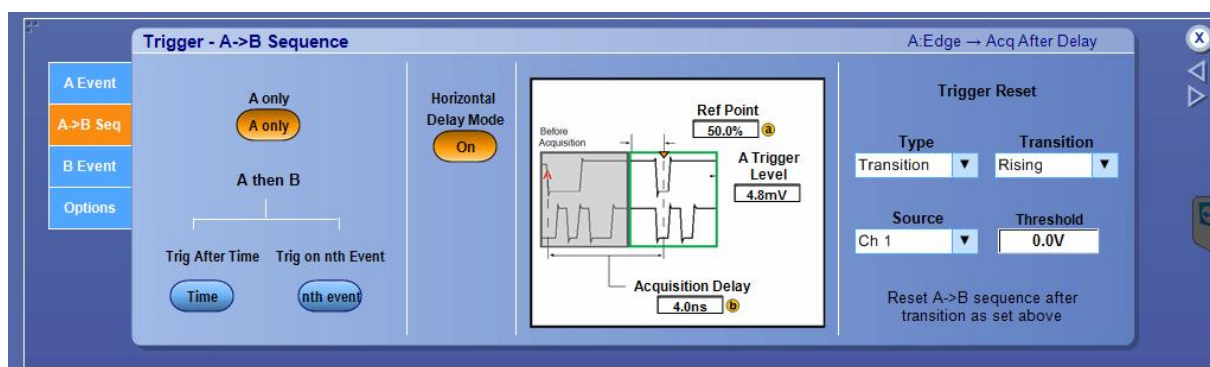 Trigger - A->B Sequence
A:Edge → Acq After Delay
X
A Event
A->B Seq
B Event
Options
A only
A only
A then B
Trig After Time
Trig on nth Event
Time
nth event
Horizontal
Delay Mode
On
Before
Acquisition
A
Ref Point
50.0% a
A Trigger
Level
4.8mV
Acquisition Delay
4.0ns b
Trigger Reset
Type
Transition
Transition
Rising
Source
Threshold
Ch 1
0.0V
Reset A->B sequence after
transition as set above